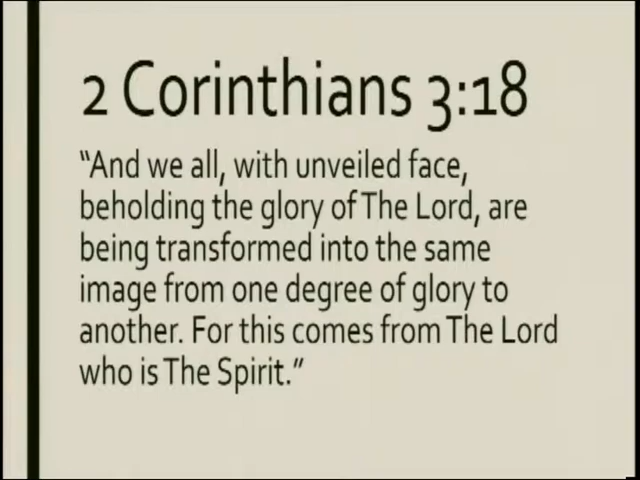 2 Corinthians 3:18
“And we all, with unveiled face,
beholding the glory of The Lord, are
being transformed into the same
image from one degree of glory to
another. For this comes from The Lord
who is The Spirit.”